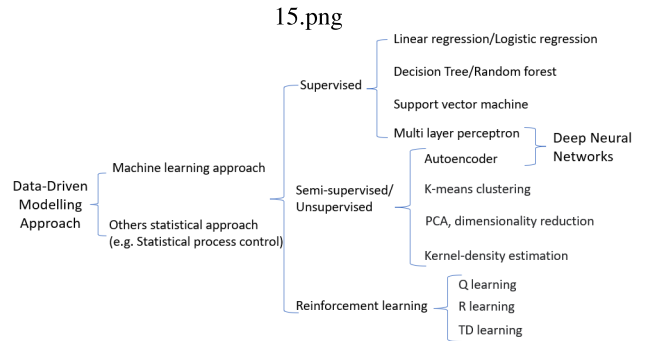 15.png
Linear regression/Logistic regression
Decision Tree/Random forest
Supervised
Support vector machine
Multi layer perceptron
Deep Neural
Networks
Autoencoder
Machine learning approach
Semi-supervised/
Unsupervised
K-means clustering
Data-Driven
Modelling
Approach
PCA, dimensionality reduction
Others statistical approach
(e.g. Statistical process control)
Kernel-density estimation
Q learning
Reinforcement learning
R learning
TD learning